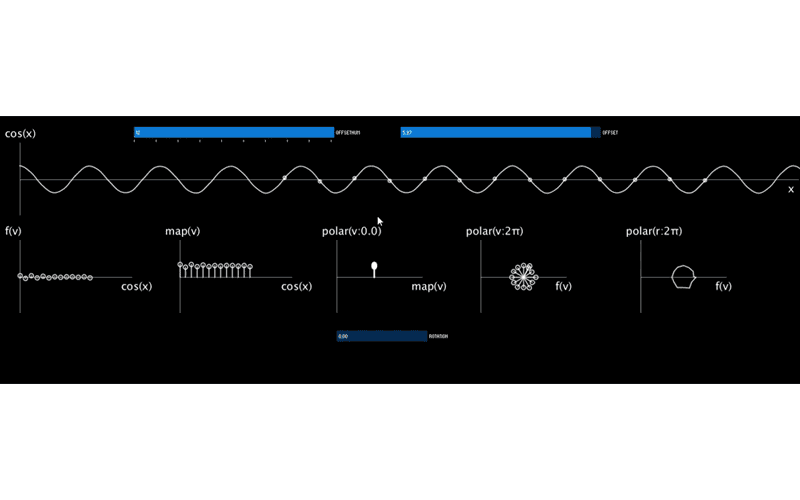 cos(x)
OFFSETNUM
5.97
OFFSET
x
f(v)
map(v)
polar(v:0.0)
polar(v:2π)
polar(r:2π)
cos(x)
cos(x)
map(v)
f(v)
f(v)
0.00
ROTATION